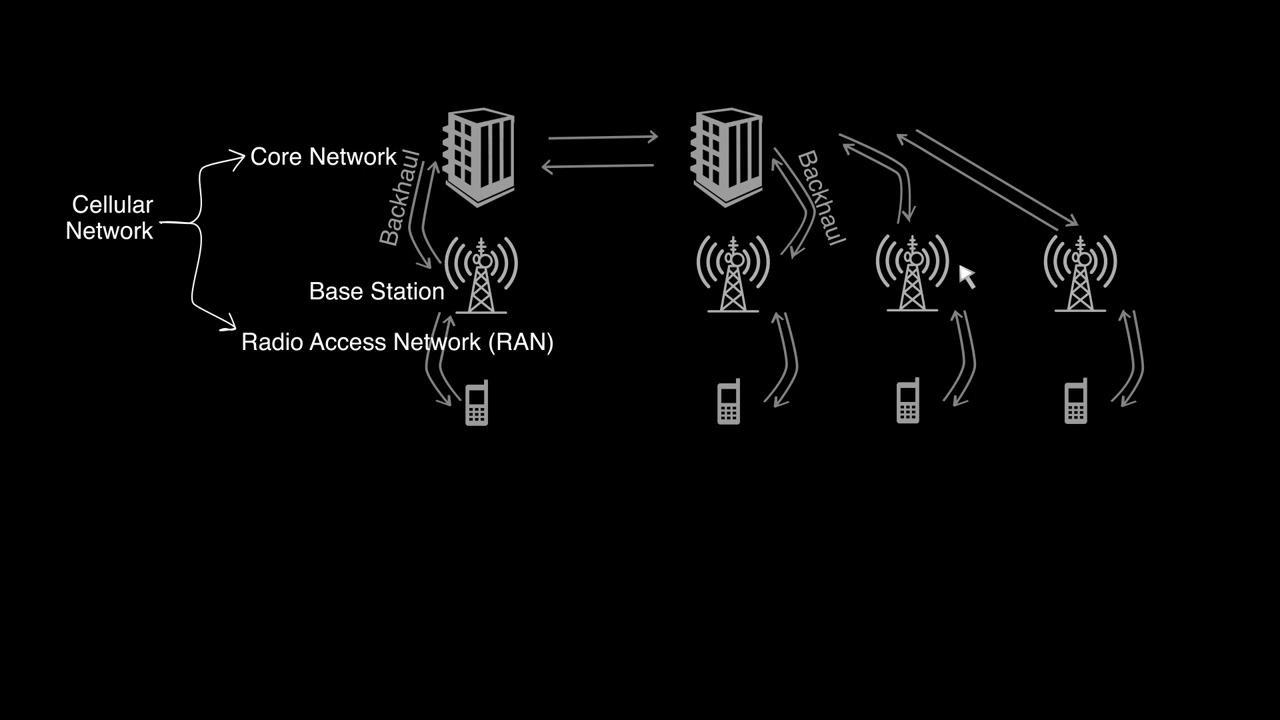 Core Network
Backhaul
Backhaul
Cellular
Network
Base Station
Radio Access Network (RAN)